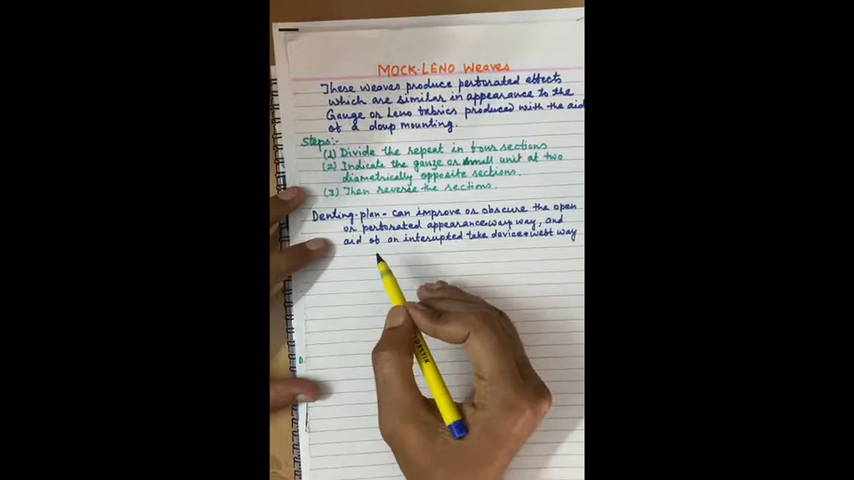 MOCK-LENO Weaves
These weaves produce perforated effects
which are similar in appearance to the
Gauge or Leno fabrics produced with the aid
of a doup mounting.
Steps:-
(1) Divide the repeat in four sections
(2) Indicate the gauze or small unit at two
diametrically opposite sections.
(3) Then reverse the sections.
Denting-plan- can improve or obscure the open
or perforated appearance warp way, and
aid of an interrupted take device weft way